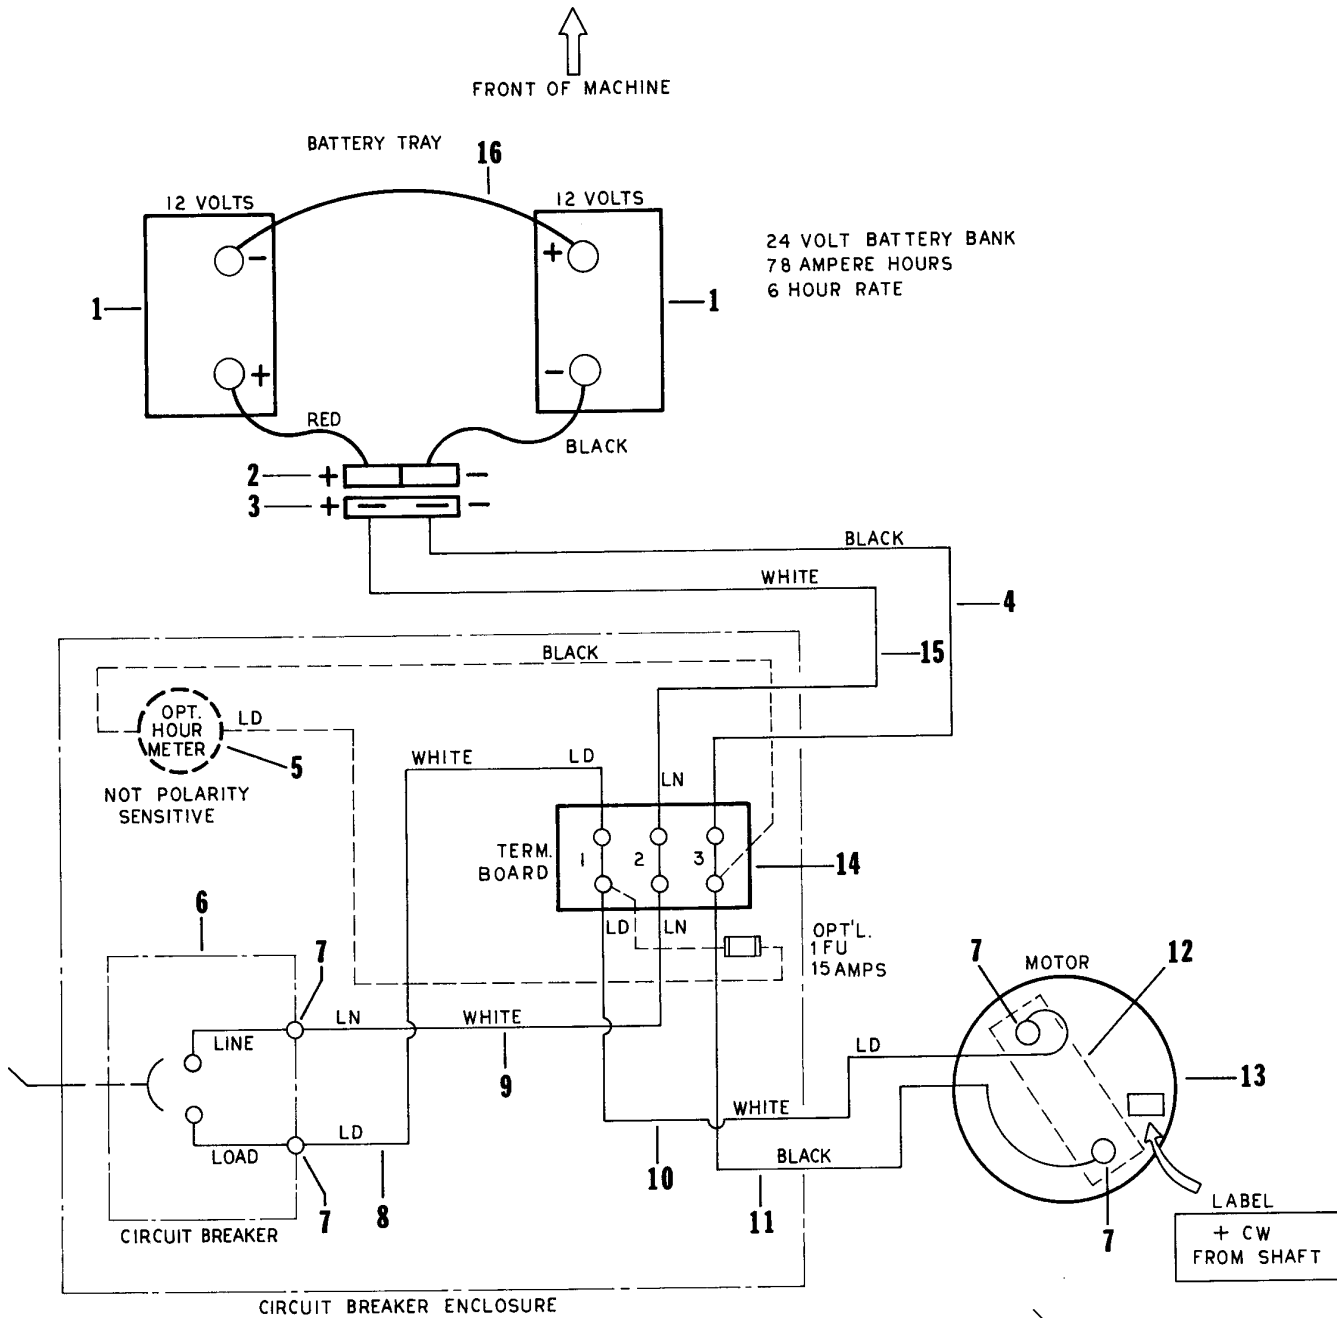 FRONT OF MACHINE
BATTERY TRAY
16
12 VOLTS
12 VOLTS
24 VOLT BATTERY BANK
78 AMPERE HOURS
6 HOUR RATE
−
+
1
1
+
−
RED
BLACK
2
+
−
3
+
−
BLACK
WHITE
4
15
BLACK
OPT.
HOUR
METER
LD
5
NOT POLARITY
SENSITIVE
WHITE
LD
LN
TERM.
BOARD
1
2
3
14
LD
LN
OPT'L.
1 FU
15 AMPS
6
7
LINE
LN
WHITE
9
LOAD
LD
7
8
CIRCUIT BREAKER
10
WHITE
BLACK
11
LD
7
MOTOR
12
13
7
LABEL
+ CW
FROM SHAFT
CIRCUIT BREAKER ENCLOSURE